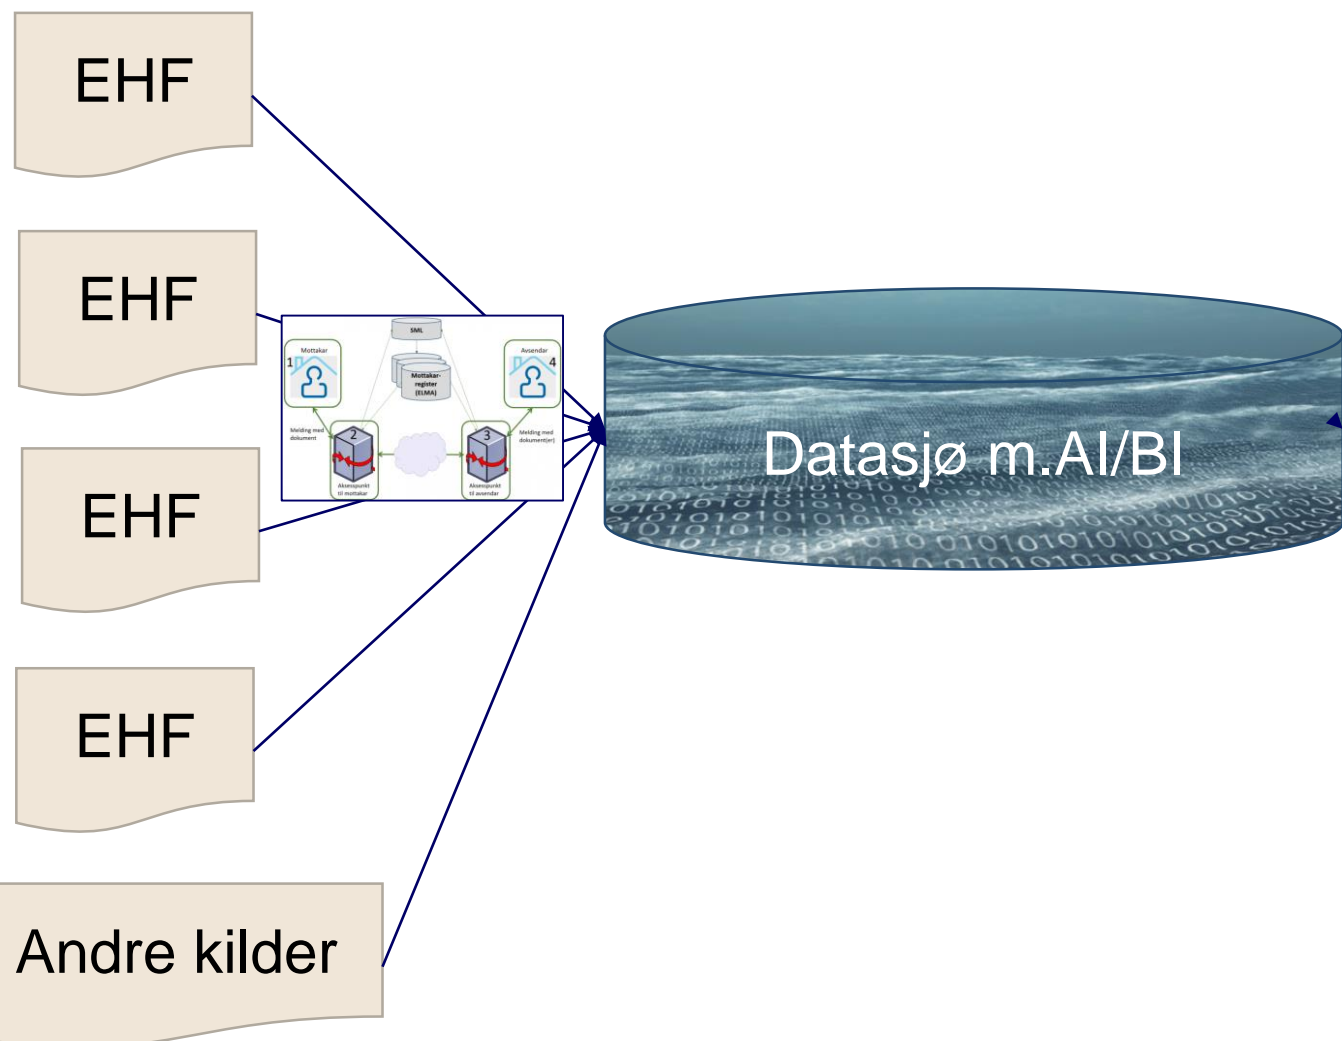 EHF
EHF
SML
Mottakar
Avsendar
1
4
Mottakar-
register
(ELMA)
Melding med
dokument
2
3
Melding med
dokument(er)
Aksesspunkt
til mottakar
Aksesspunkt
til avsendar
Datasjø m.AI/BI
EHF
EHF
Andre kilder